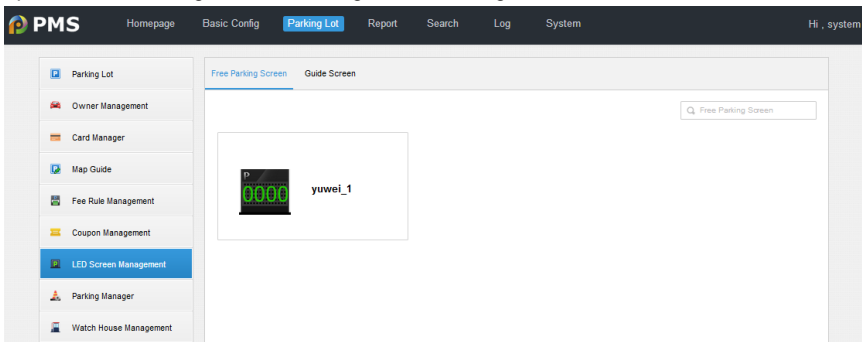 PMS Homepage Basic Config Parking Lot Report Search Log System Hi , system
Parking Lot
Owner Management
Card Manager
Map Guide
Fee Rule Management
Coupon Management
LED Screen Management
Parking Manager
Watch House Management
Free Parking Screen Guide Screen
Free Parking Screen
P
0000
yuwei_1